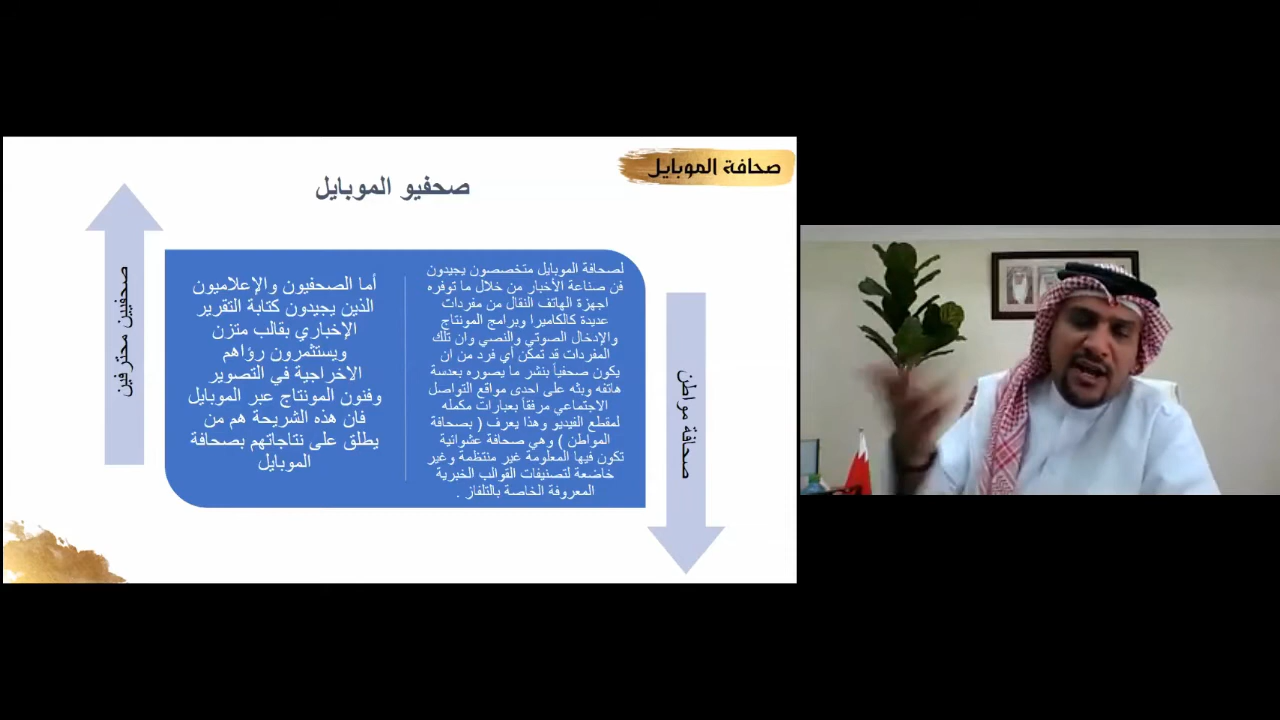 صحافة الموبايل
صحفيو الموبايل
لصحافة الموبايل متخصصون يجيدون
فن صناعة الأخبار من خلال ما توفره
اجهزة الهاتف النقال من مفردات
عديدة كالكاميرا وبرامج المونتاج
والإدخال الصوتي والنصي وان تلك
المفردات قد تمكن أي فرد من ان
يكون صحفياً بنشر ما يصوره بعدسة
هاتفه وبثه على احدى مواقع التواصل
الاجتماعي مرفقاً بعبارات مكمله
لمقطع الفيديو وهذا يعرف ( بصحافة
المواطن ) وهي صحافة عشوائية
تكون فيها المعلومة غير منتظمة وغير
خاضعة لتصنيفات القوالب الخبرية
المعروفة الخاصة بالتلفاز .
صحافة مواطن
أما الصحفيون والإعلاميون
الذين يجيدون كتابة التقرير
الإخباري بقالب متزن
ويستثمرون رؤاهم
الاخراجية في التصوير
وفنون المونتاج عبر الموبايل
فان هذه الشريحة هم من
يطلق على نتاجاتهم بصحافة
الموبايل
صحفيين محترفين